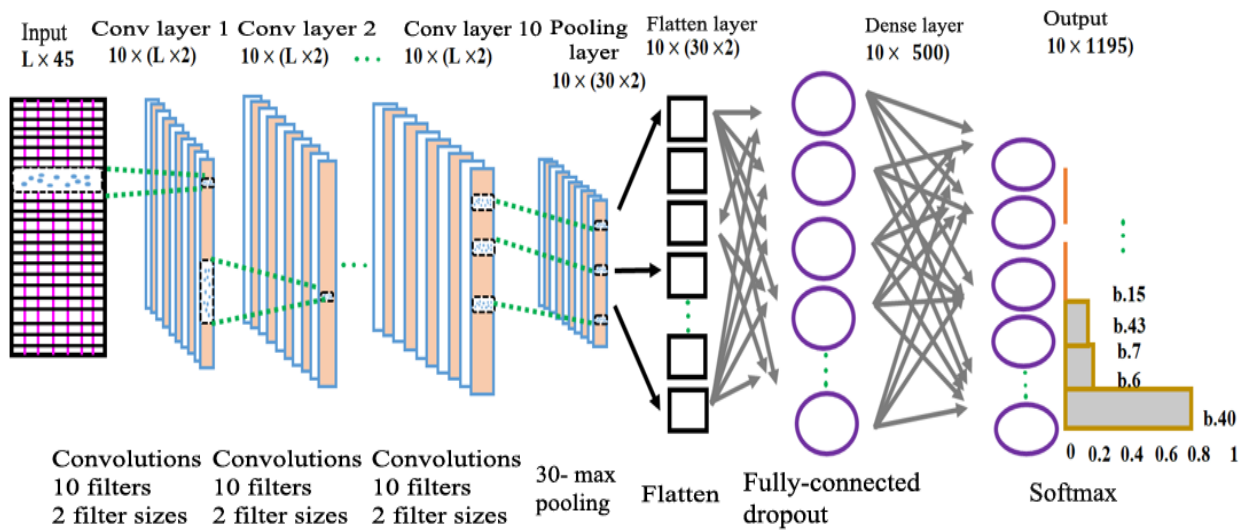 Input
L × 45
Conv layer 1
10 × (L ×2)
Conv layer 2
10 × (L ×2)
Conv layer 10
10 × (L ×2)
Pooling
layer
10 × (30 ×2)
Flatten layer
10 × (30 ×2)
Dense layer
10 × 500)
Output
10 × 1195)
b.15
b.43
b.7
b.6
b.40
0 0.2 0.4 0.6 0.8 1
Convolutions
10 filters
2 filter sizes
Convolutions
10 filters
2 filter sizes
Convolutions
10 filters
2 filter sizes
30- max
pooling
Flatten
Fully-connected
dropout
Softmax